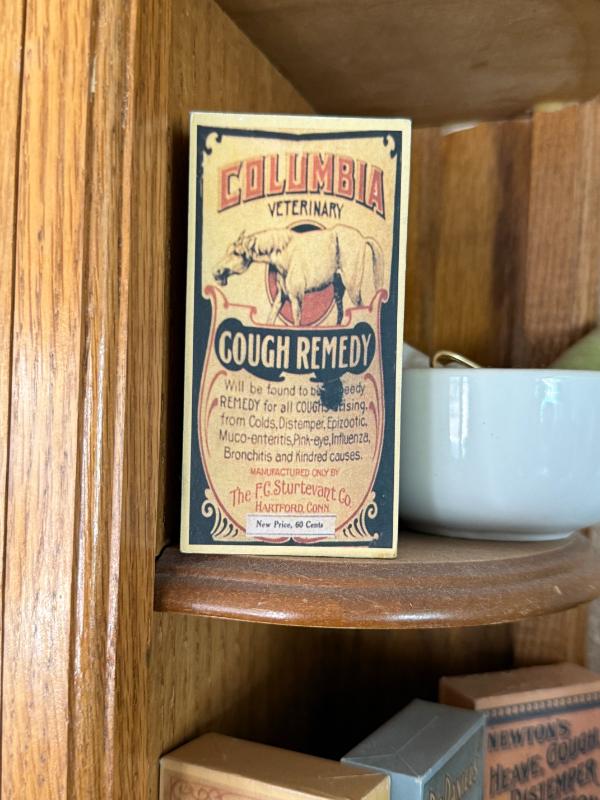 COLUMBIA
VETERINARY
COUGH REMEDY
Will be found to be
REMEDY for all COUGHS
from Colds, Distemper, Epizootic,
Muco-enteritis, Pink-eye, Influenza,
Bronchitis and Kindred causes.
MANUFACTURED ONLY BY
The F.C. Sturtevant Co.
HARTFORD, CONN.
New Price, 60 Cents
NEWTON'S
HEAVE, COUGH,
DISTEMPER